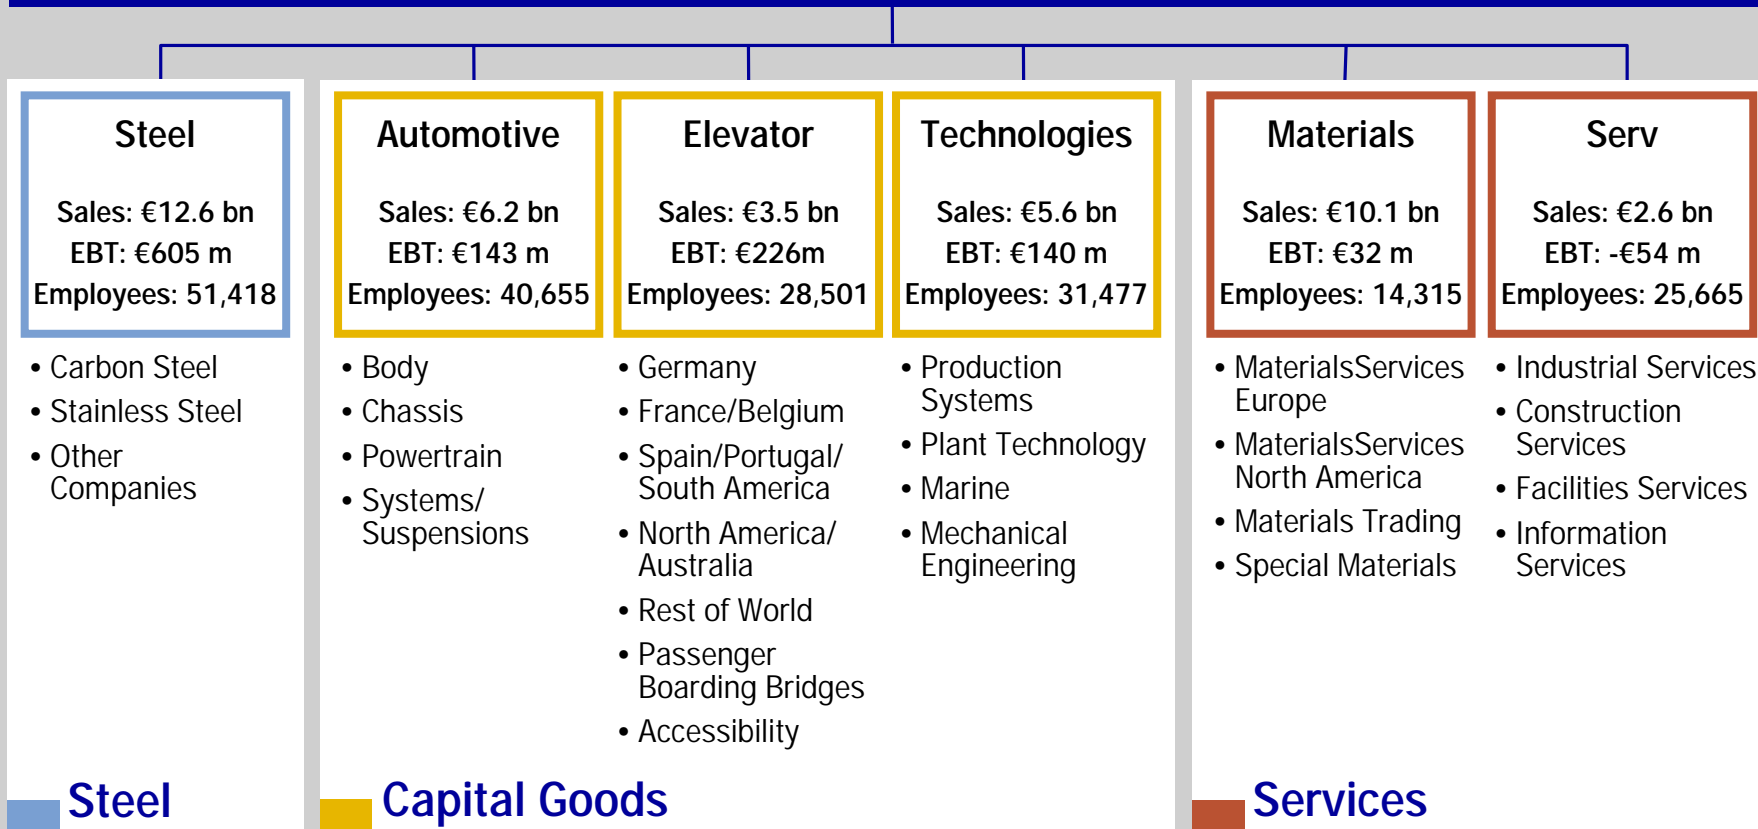 Steel
Sales: €12.6 bn
EBT: €605 m
Employees: 51,418
• Carbon Steel
• Stainless Steel
• Other
Companies
Automotive
Sales: €6.2 bn
EBT: €143 m
Employees: 40,655
• Body
• Chassis
• Powertrain
• Systems/
Suspensions
Elevator
Sales: €3.5 bn
EBT: €226m
Employees: 28,501
• Germany
• France/Belgium
• Spain/Portugal/
South America
• North America/
Australia
• Rest of World
• Passenger
Boarding Bridges
• Accessibility
Technologies
Sales: €5.6 bn
EBT: €140 m
Employees: 31,477
• Production
Systems
• Plant Technology
• Marine
• Mechanical
Engineering
Materials
Sales: €10.1 bn
EBT: €32 m
Employees: 14,315
• MaterialsServices
Europe
• MaterialsServices
North America
• Materials Trading
• Special Materials
Serv
Sales: €2.6 bn
EBT: -€54 m
Employees: 25,665
• Industrial Services
• Construction
Services
• Facilities Services
• Information
Services
Steel
Capital Goods
Services